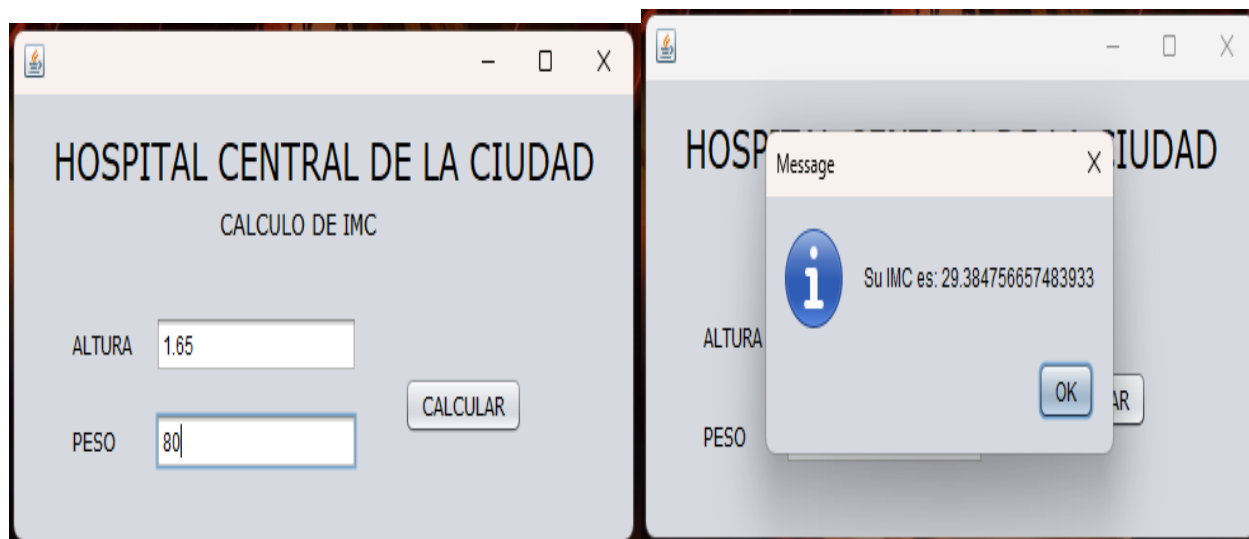 HOSPITAL CENTRAL DE LA CIUDAD
CALCULO DE IMC
ALTURA 1.65
CALCULAR
PESO 80
HOSP CIUDAD
Message
Su IMC es: 29.384756657483933
ALTURA
OK
AR
PESO